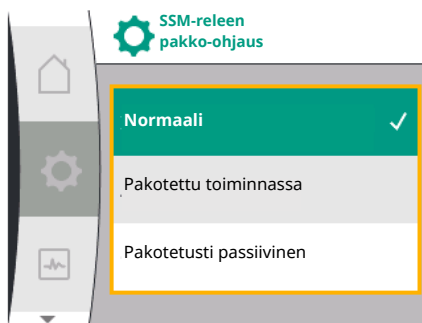 SSM-releen
pakko-ohjaus
Normaali
Pakotettu toiminnassa
Pakotetusti passiivinen